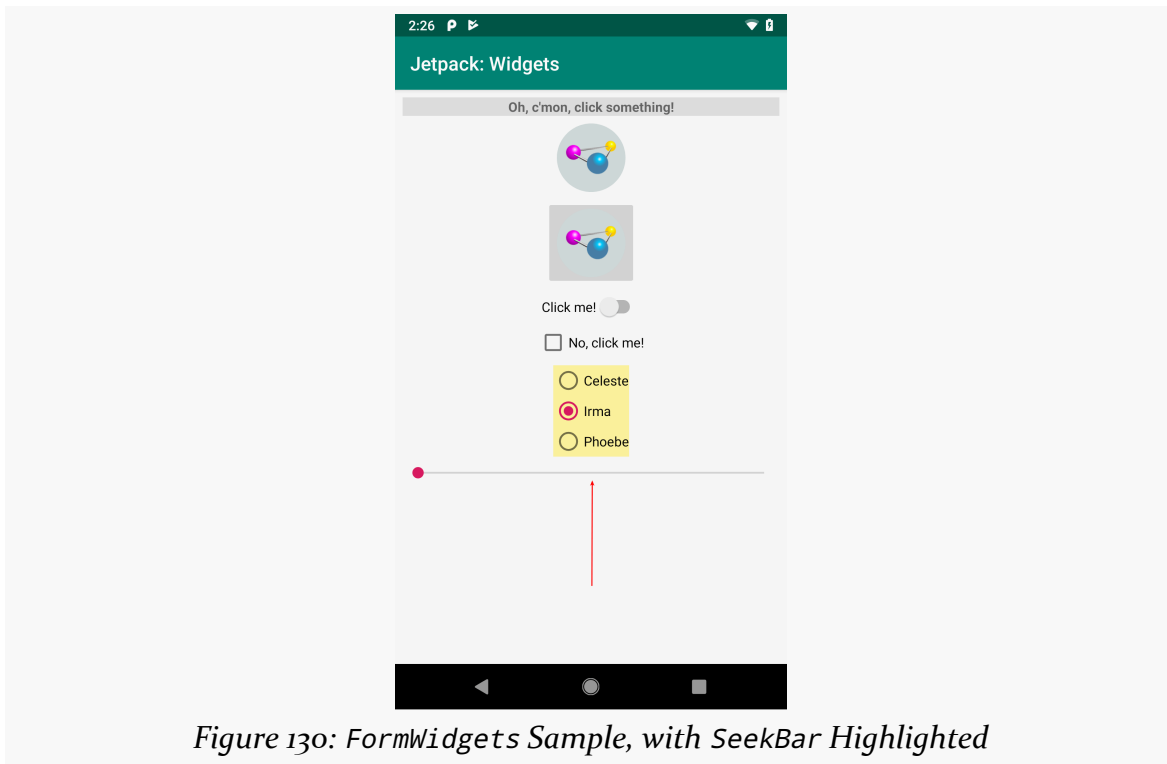 2:26
Jetpack: Widgets
Oh, c'mon, click something!
Click me!
No, click me!
Celeste
Irma
Phoebe
Figure 130: FormWidgets Sample, with SeekBar Highlighted